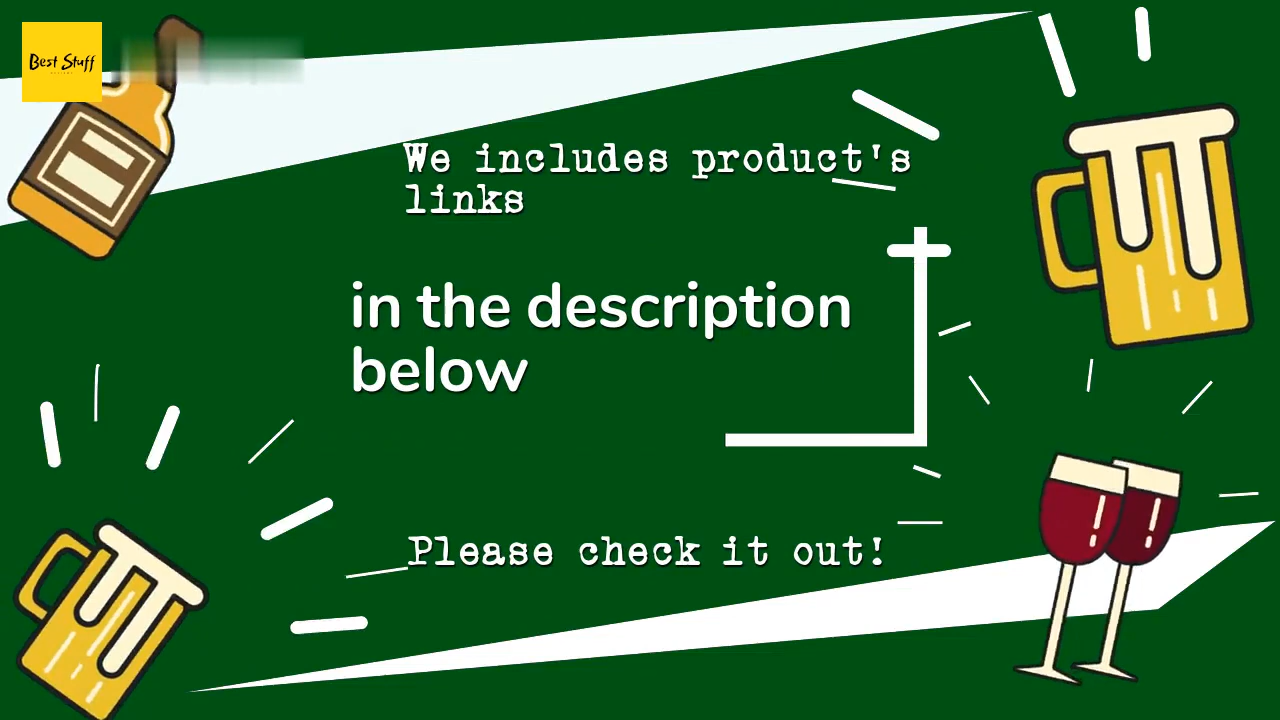 Best Stuff
We includes product's
links
in the description
below
Please check it out!